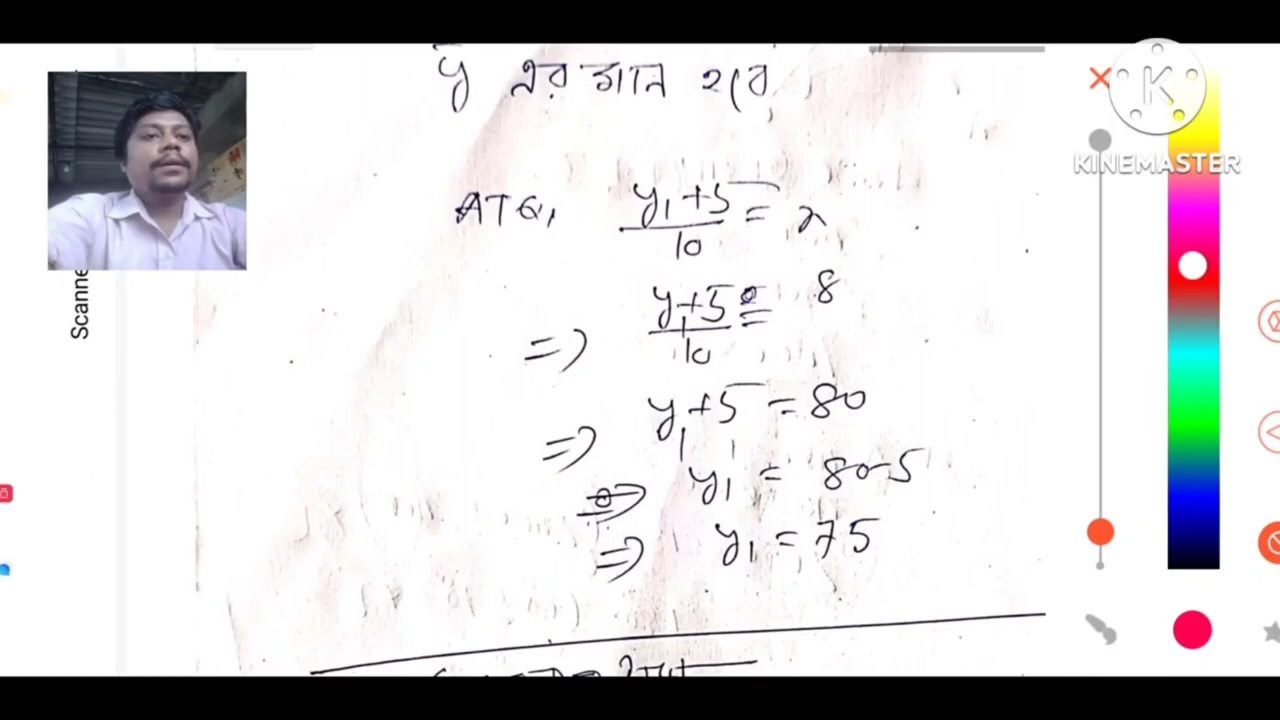 y এর মান হবে
KINEMASTER
ATQ, y₁+5/10 = x
=> y₁+5/10 = 8
=> y₁+5 = 80
=> y₁ = 80-5
=> y₁ = 75
Scanne